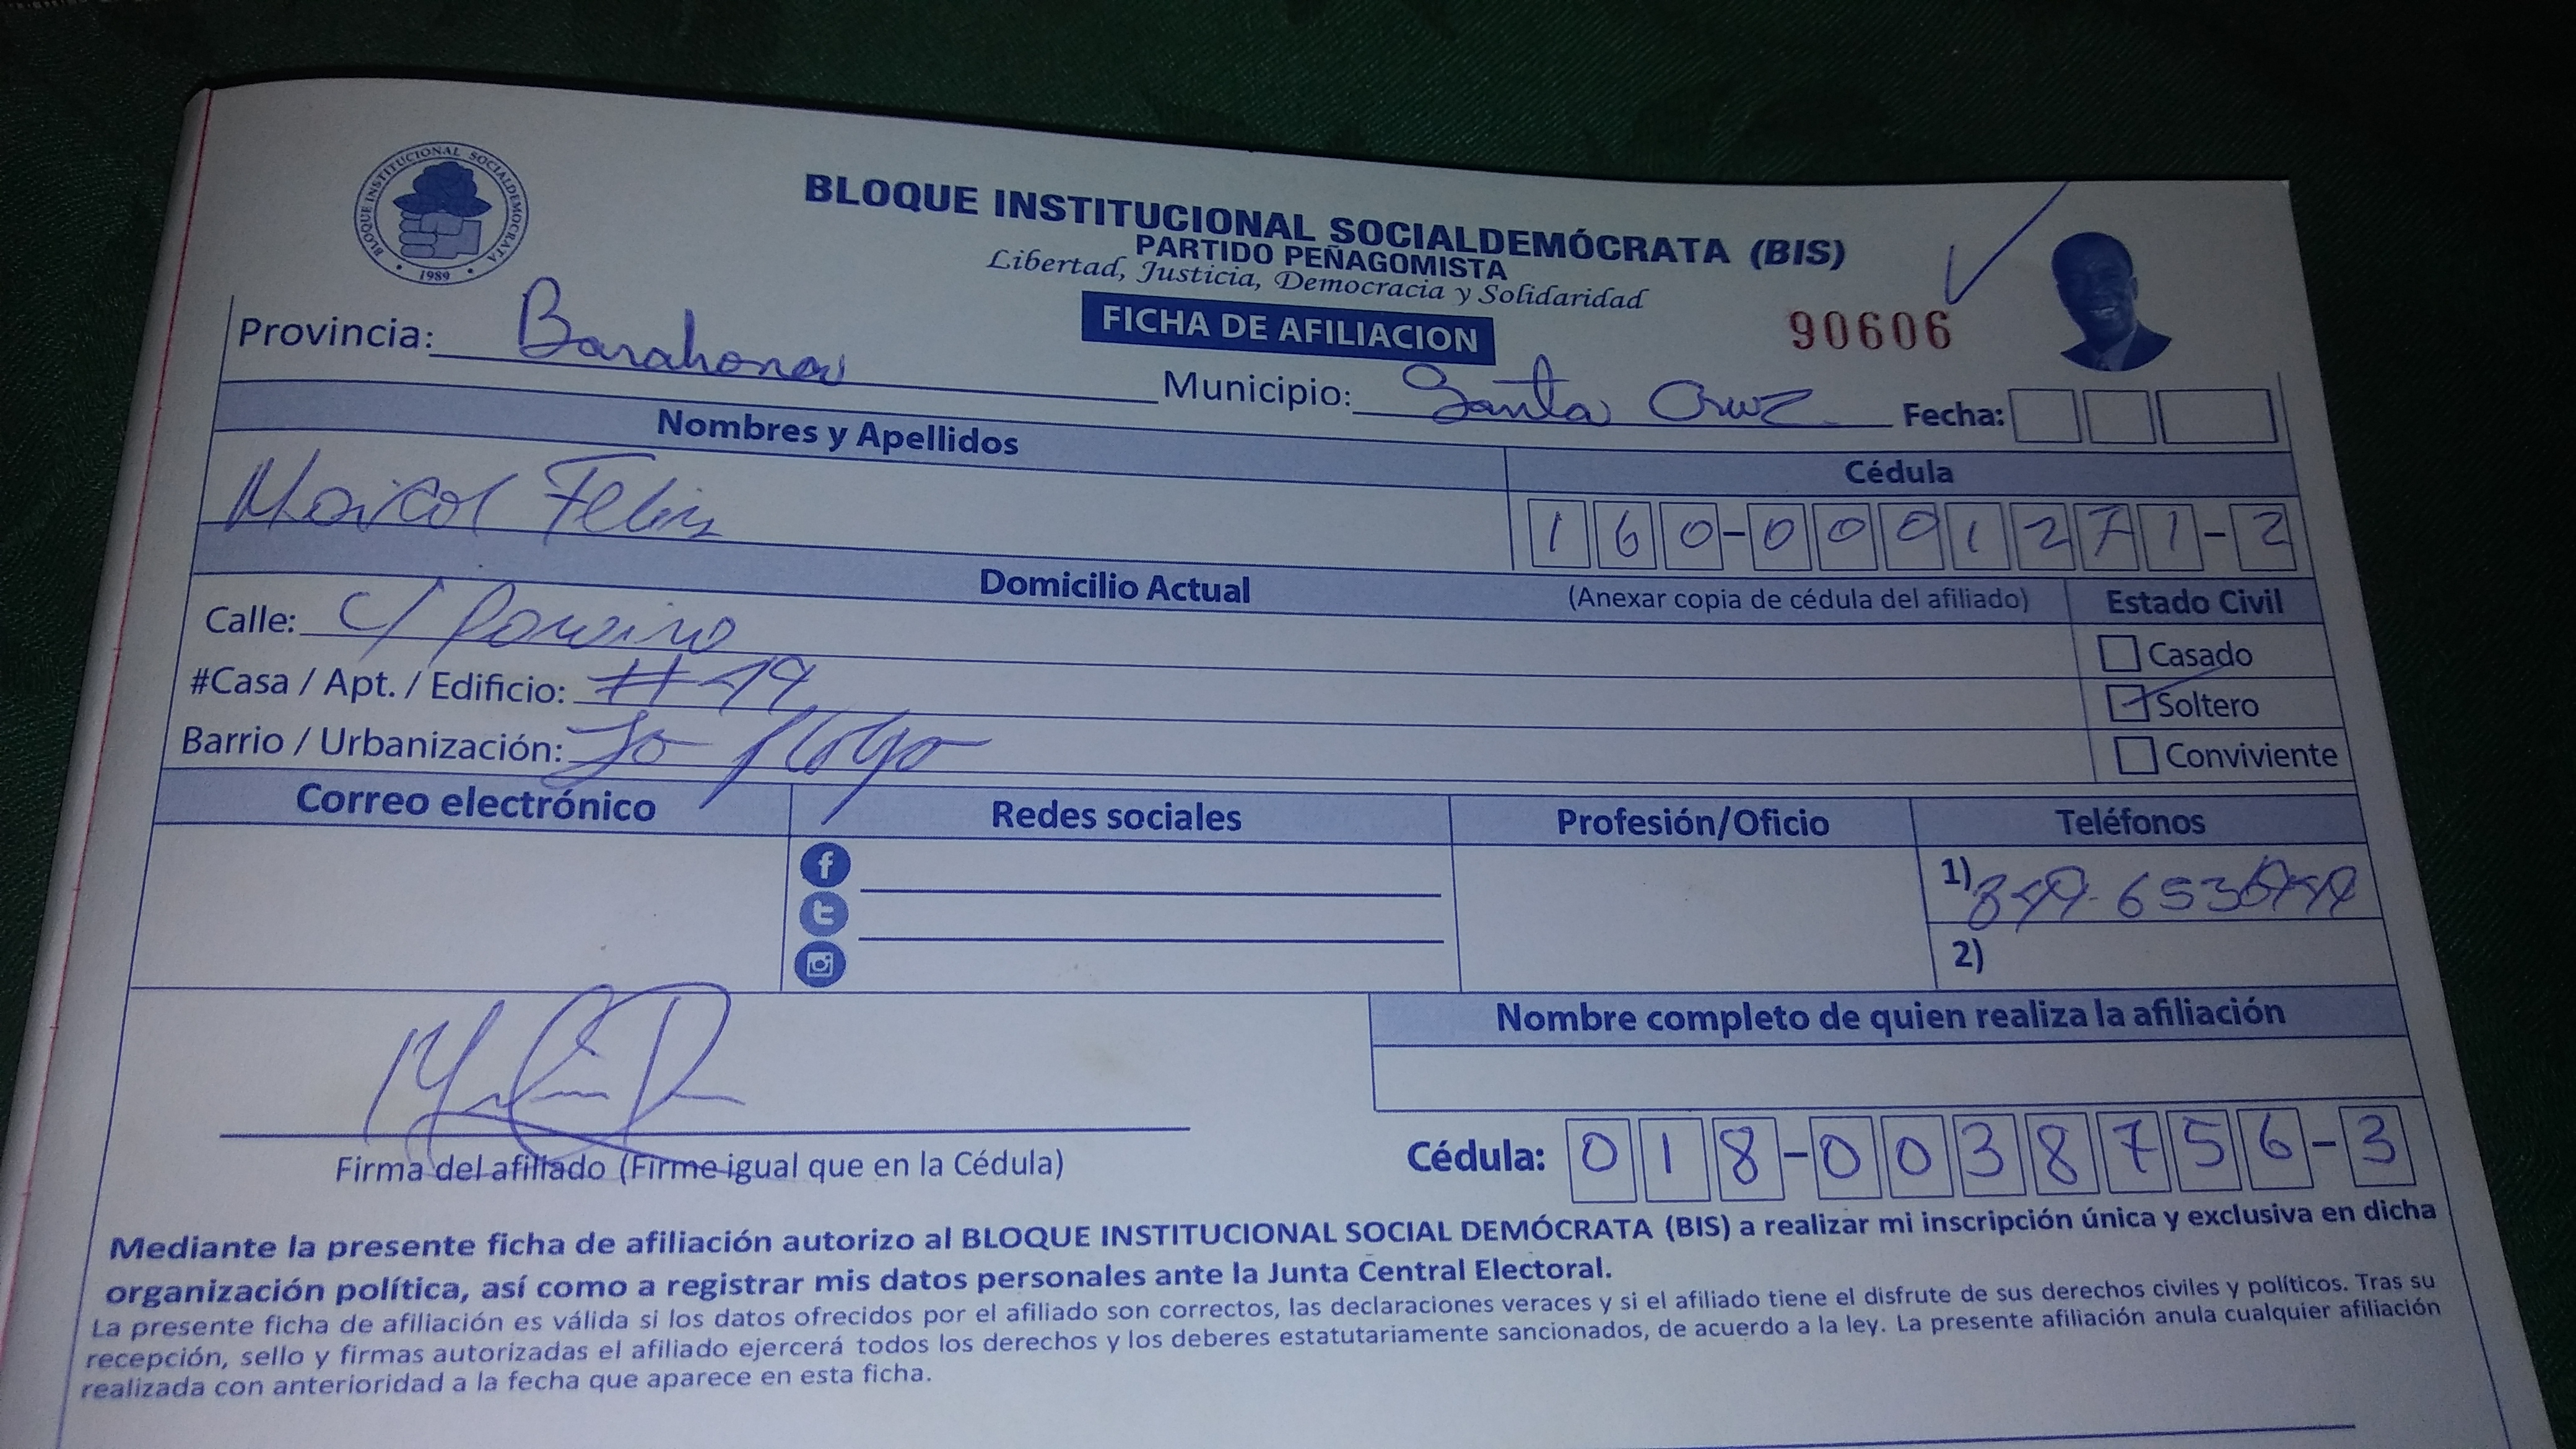 BLOQUE INSTITUCIONAL SOCIALDEMOCRATA
1989
BLOQUE INSTITUCIONAL SOCIALDEMÓCRATA (BIS)
PARTIDO PEÑAGOMISTA
Libertad, Justicia, Democracia y Solidaridad
FICHA DE AFILIACION
90606
Provincia: Barahona
Municipio: Santa Cruz
Fecha:
Nombres y Apellidos
Cédula
Feliz
160-0001271-2
Domicilio Actual
(Anexar copia de cédula del afiliado)
Estado Civil
Calle: C/
Casado
#Casa / Apt. / Edificio: #
Soltero
Barrio / Urbanización:
Conviviente
Correo electrónico
Redes sociales
Profesión/Oficio
Teléfonos
1)
2)
Nombre completo de quien realiza la afiliación
Firma del afiliado (Firme igual que en la Cédula)
Cédula: 018-0038756-3
Mediante la presente ficha de afiliación autorizo al BLOQUE INSTITUCIONAL SOCIAL DEMÓCRATA (BIS) a realizar mi inscripción única y exclusiva en dicha
organización política, así como a registrar mis datos personales ante la Junta Central Electoral.
La presente ficha de afiliación es válida si los datos ofrecidos por el afiliado son correctos, las declaraciones veraces y si el afiliado tiene el disfrute de sus derechos civiles y políticos. Tras su
recepción, sello y firmas autorizadas el afiliado ejercerá todos los derechos y los deberes estatutariamente sancionados, de acuerdo a la ley. La presente afiliación anula cualquier afiliación
realizada con anterioridad a la fecha que aparece en esta ficha.